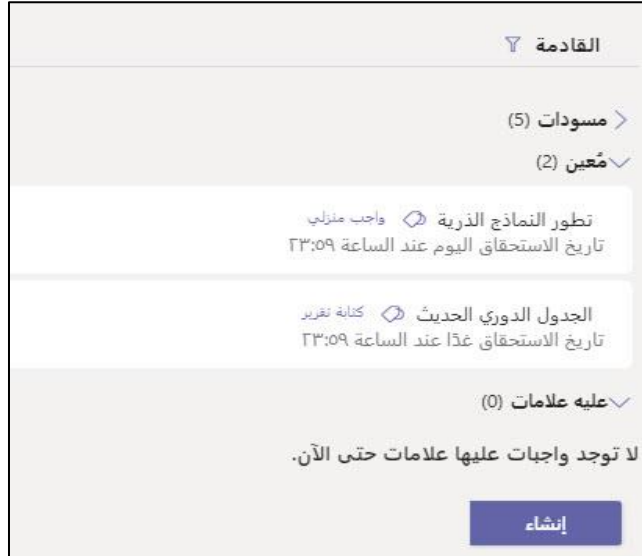 القادمة
مسودات (5)
مُعين (2)
تطور النماذج الذرية واجب منزلي
تاريخ الاستحقاق اليوم عند الساعة ٢٣:٥٩
الجدول الدوري الحديث كتابة تقرير
تاريخ الاستحقاق غدًا عند الساعة ٢٣:٥٩
عليه علامات (0)
لا توجد واجبات عليها علامات حتى الآن.
إنشاء